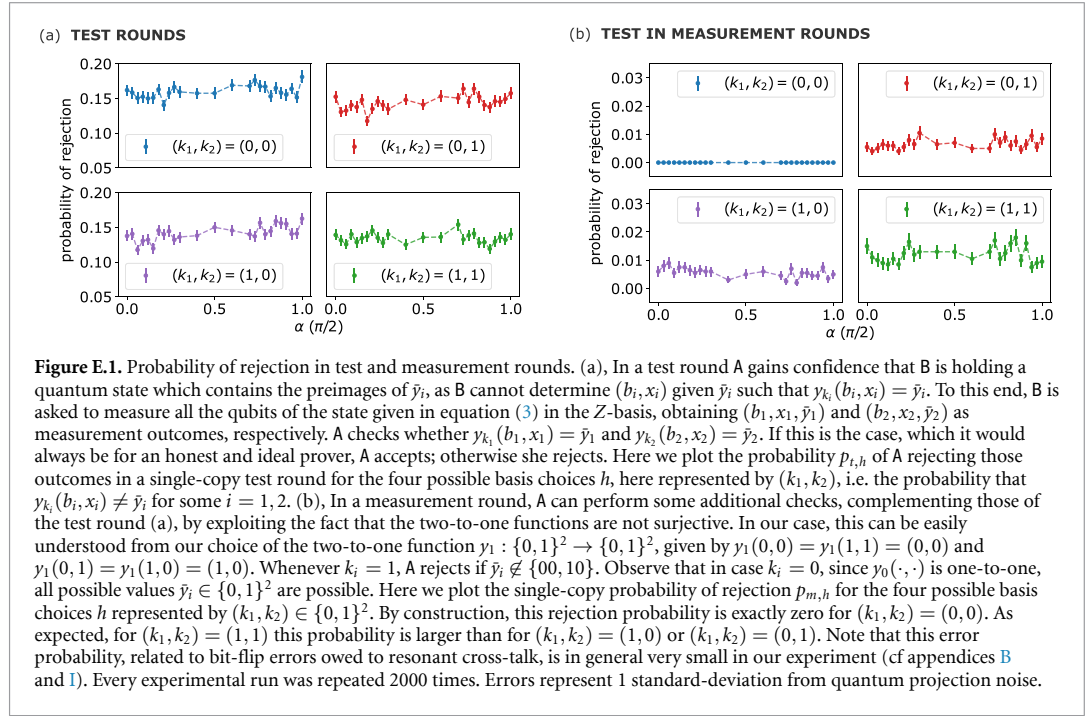 (a) TEST ROUNDS
(b) TEST IN MEASUREMENT ROUNDS
probability of rejection
0.20
0.15
0.10
0.05
(k₁, k₂) = (0, 0)
(k₁, k₂) = (0, 1)
0.20
0.15
0.10
0.05
(k₁, k₂) = (1, 0)
(k₁, k₂) = (1, 1)
0.0 0.5 1.0 0.0 0.5 1.0
α (π/2)
probability of rejection
0.03
0.02
0.01
0.00
(k₁, k₂) = (0, 0)
(k₁, k₂) = (0, 1)
0.03
0.02
0.01
0.00
(k₁, k₂) = (1, 0)
(k₁, k₂) = (1, 1)
0.0 0.5 1.0 0.0 0.5 1.0
α (π/2)
Figure E.1. Probability of rejection in test and measurement rounds. (a), In a test round A gains confidence that B is holding a
quantum state which contains the preimages of ȳᵢ, as B cannot determine (bᵢ, xᵢ) given ȳᵢ such that y_{kᵢ}(bᵢ, xᵢ) = ȳᵢ. To this end, B is
asked to measure all the qubits of the state given in equation (3) in the Z-basis, obtaining (b₁, x₁, ȳ₁) and (b₂, x₂, ȳ₂) as
measurement outcomes, respectively. A checks whether y_{k₁}(b₁, x₁) = ȳ₁ and y_{k₂}(b₂, x₂) = ȳ₂. If this is the case, which it would
always be for an honest and ideal prover, A accepts; otherwise she rejects. Here we plot the probability p_{t,h} of A rejecting those
outcomes in a single-copy test round for the four possible basis choices h, here represented by (k₁, k₂), i.e. the probability that
y_{kᵢ}(bᵢ, xᵢ) ≠ ȳᵢ for some i = 1, 2. (b), In a measurement round, A can perform some additional checks, complementing those of
the test round (a), by exploiting the fact that the two-to-one functions are not surjective. In our case, this can be easily
understood from our choice of the two-to-one function y₁ : {0, 1}² → {0, 1}², given by y₁(0, 0) = y₁(1, 1) = (0, 0) and
y₁(0, 1) = y₁(1, 0) = (1, 0). Whenever kᵢ = 1, A rejects if ȳᵢ ∉ {00, 10}. Observe that in case kᵢ = 0, since y₀(·, ·) is one-to-one,
all possible values ȳᵢ ∈ {0, 1}² are possible. Here we plot the single-copy probability of rejection p_{m,h} for the four possible basis
choices h represented by (k₁, k₂) ∈ {0, 1}². By construction, this rejection probability is exactly zero for (k₁, k₂) = (0, 0). As
expected, for (k₁, k₂) = (1, 1) this probability is larger than for (k₁, k₂) = (1, 0) or (k₁, k₂) = (0, 1). Note that this error
probability, related to bit-flip errors owed to resonant cross-talk, is in general very small in our experiment (cf appendices B
and I). Every experimental run was repeated 2000 times. Errors represent 1 standard-deviation from quantum projection noise.